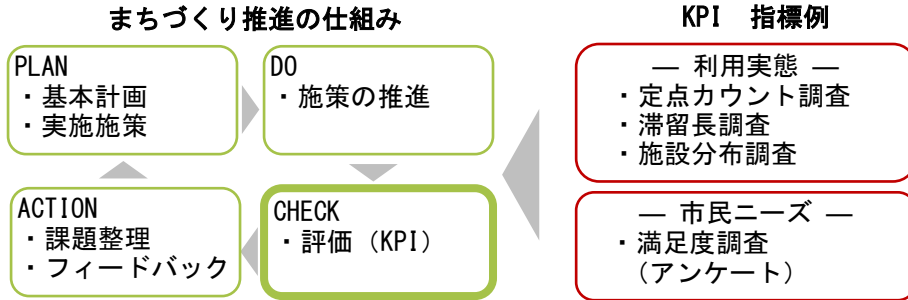 まちづくり推進の仕組み
PLAN
・基本計画
・実施施策
DO
・施策の推進
ACTION
・課題整理
・フィードバック
CHECK
・評価（KPI）
KPI 指標例
― 利用実態 ―
・定点カウント調査
・滞留長調査
・施設分布調査
― 市民ニーズ ―
・満足度調査
（アンケート）